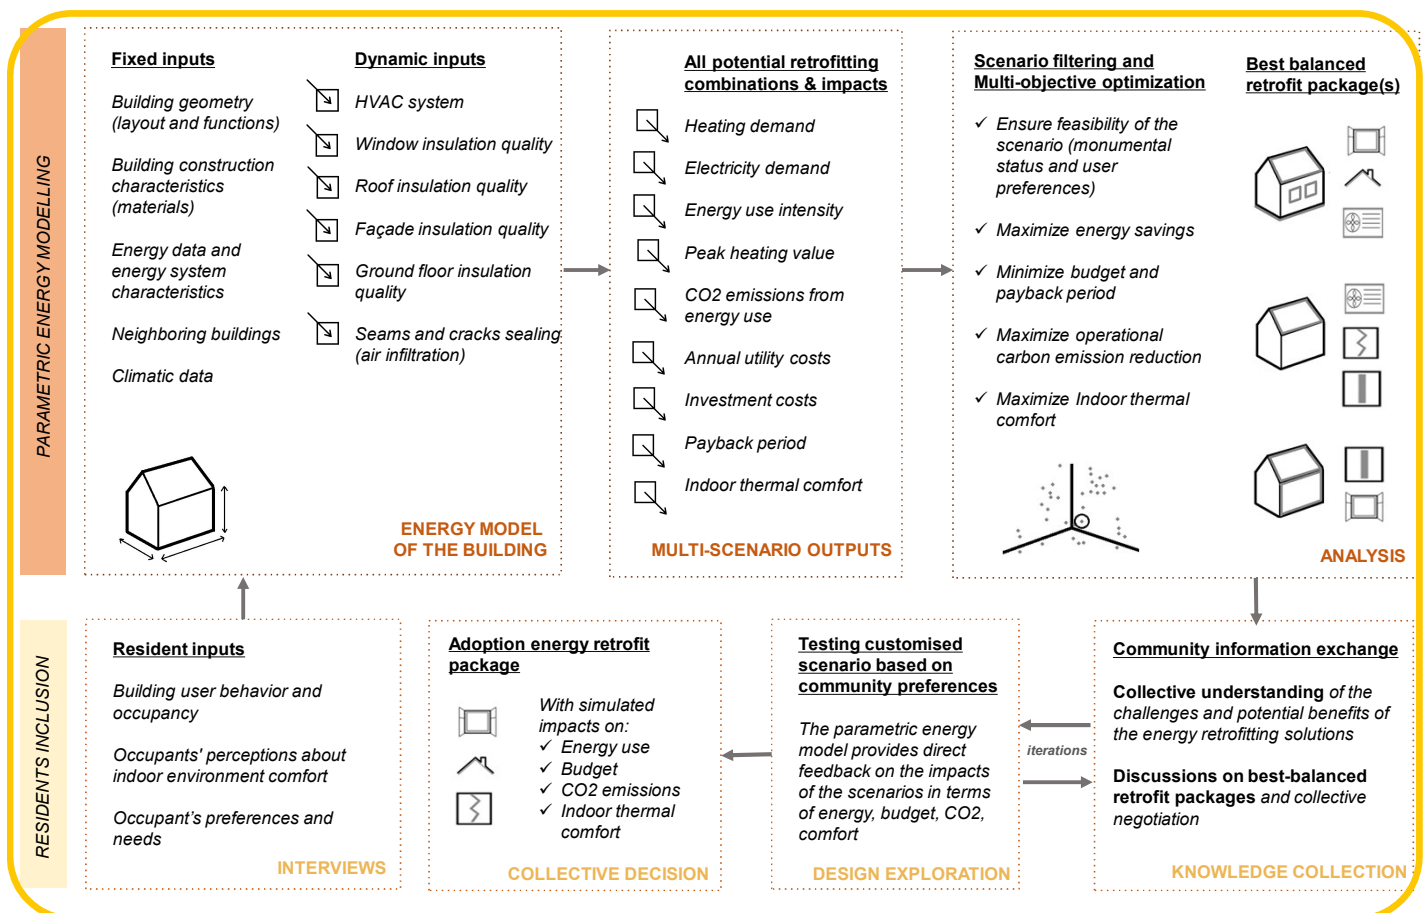 PARAMETRIC ENERGY MODELLING
Fixed inputs
Building geometry
(layout and functions)
Building construction
characteristics
(materials)
Energy data and
energy system
characteristics
Neighboring buildings
Climatic data
Dynamic inputs
HVAC system
Window insulation quality
Roof insulation quality
Façade insulation quality
Ground floor insulation
quality
Seams and cracks sealing
(air infiltration)
ENERGY MODEL
OF THE BUILDING
All potential retrofitting
combinations & impacts
Heating demand
Electricity demand
Energy use intensity
Peak heating value
CO2 emissions from
energy use
Annual utility costs
Investment costs
Payback period
Indoor thermal comfort
MULTI-SCENARIO OUTPUTS
Scenario filtering and
Multi-objective optimization
✓ Ensure feasibility of the
scenario (monumental
status and user
preferences)
✓ Maximize energy savings
✓ Minimize budget and
payback period
✓ Maximize operational
carbon emission reduction
✓ Maximize Indoor thermal
comfort
Best balanced
retrofit package(s)
ANALYSIS
RESIDENTS INCLUSION
Resident inputs
Building user behavior and
occupancy
Occupants' perceptions about
indoor environment comfort
Occupant's preferences and
needs
INTERVIEWS
Adoption energy retrofit
package
With simulated
impacts on:
✓ Energy use
✓ Budget
✓ CO2 emissions
✓ Indoor thermal
comfort
COLLECTIVE DECISION
Testing customised
scenario based on
community preferences
The parametric energy
model provides direct
feedback on the impacts
of the scenarios in terms
of energy, budget, CO2,
comfort
DESIGN EXPLORATION
iterations
Community information exchange
Collective understanding of the
challenges and potential benefits of
the energy retrofitting solutions
Discussions on best-balanced
retrofit packages and collective
negotiation
KNOWLEDGE COLLECTION